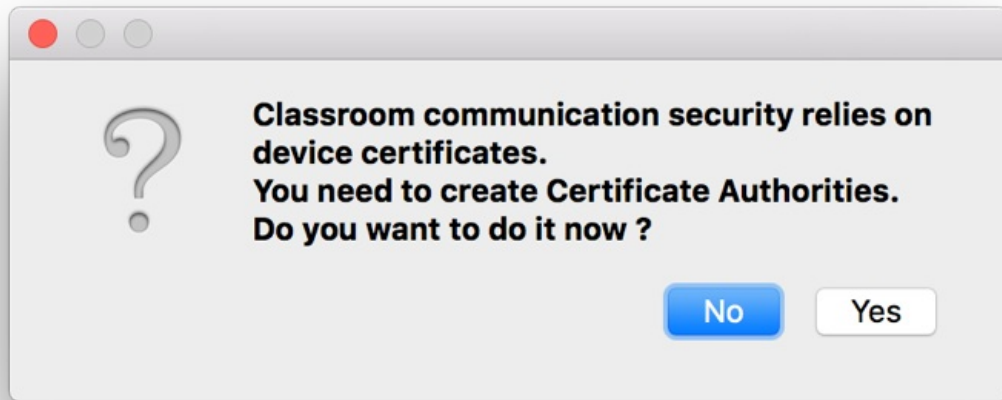 Classroom communication security relies on
device certificates.
You need to create Certificate Authorities.
Do you want to do it now ?
No Yes